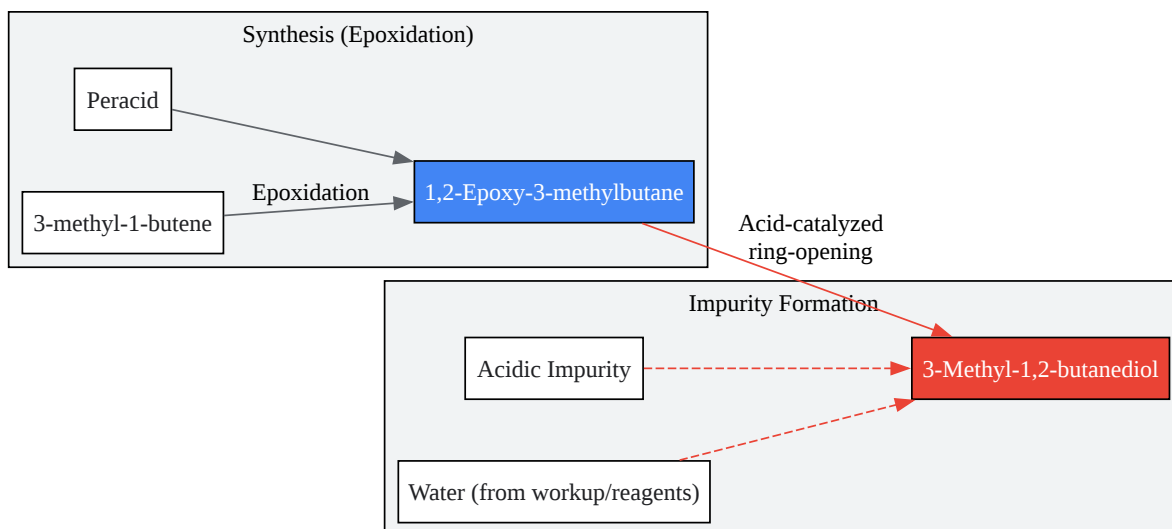 Synthesis (Epoxidation)
Peracid
3-methyl-1-butene
Epoxidation
1,2-Epoxy-3-methylbutane
Acid-catalyzed
ring-opening
Impurity Formation
Acidic Impurity
3-Methyl-1,2-butanediol
Water (from workup/reagents)